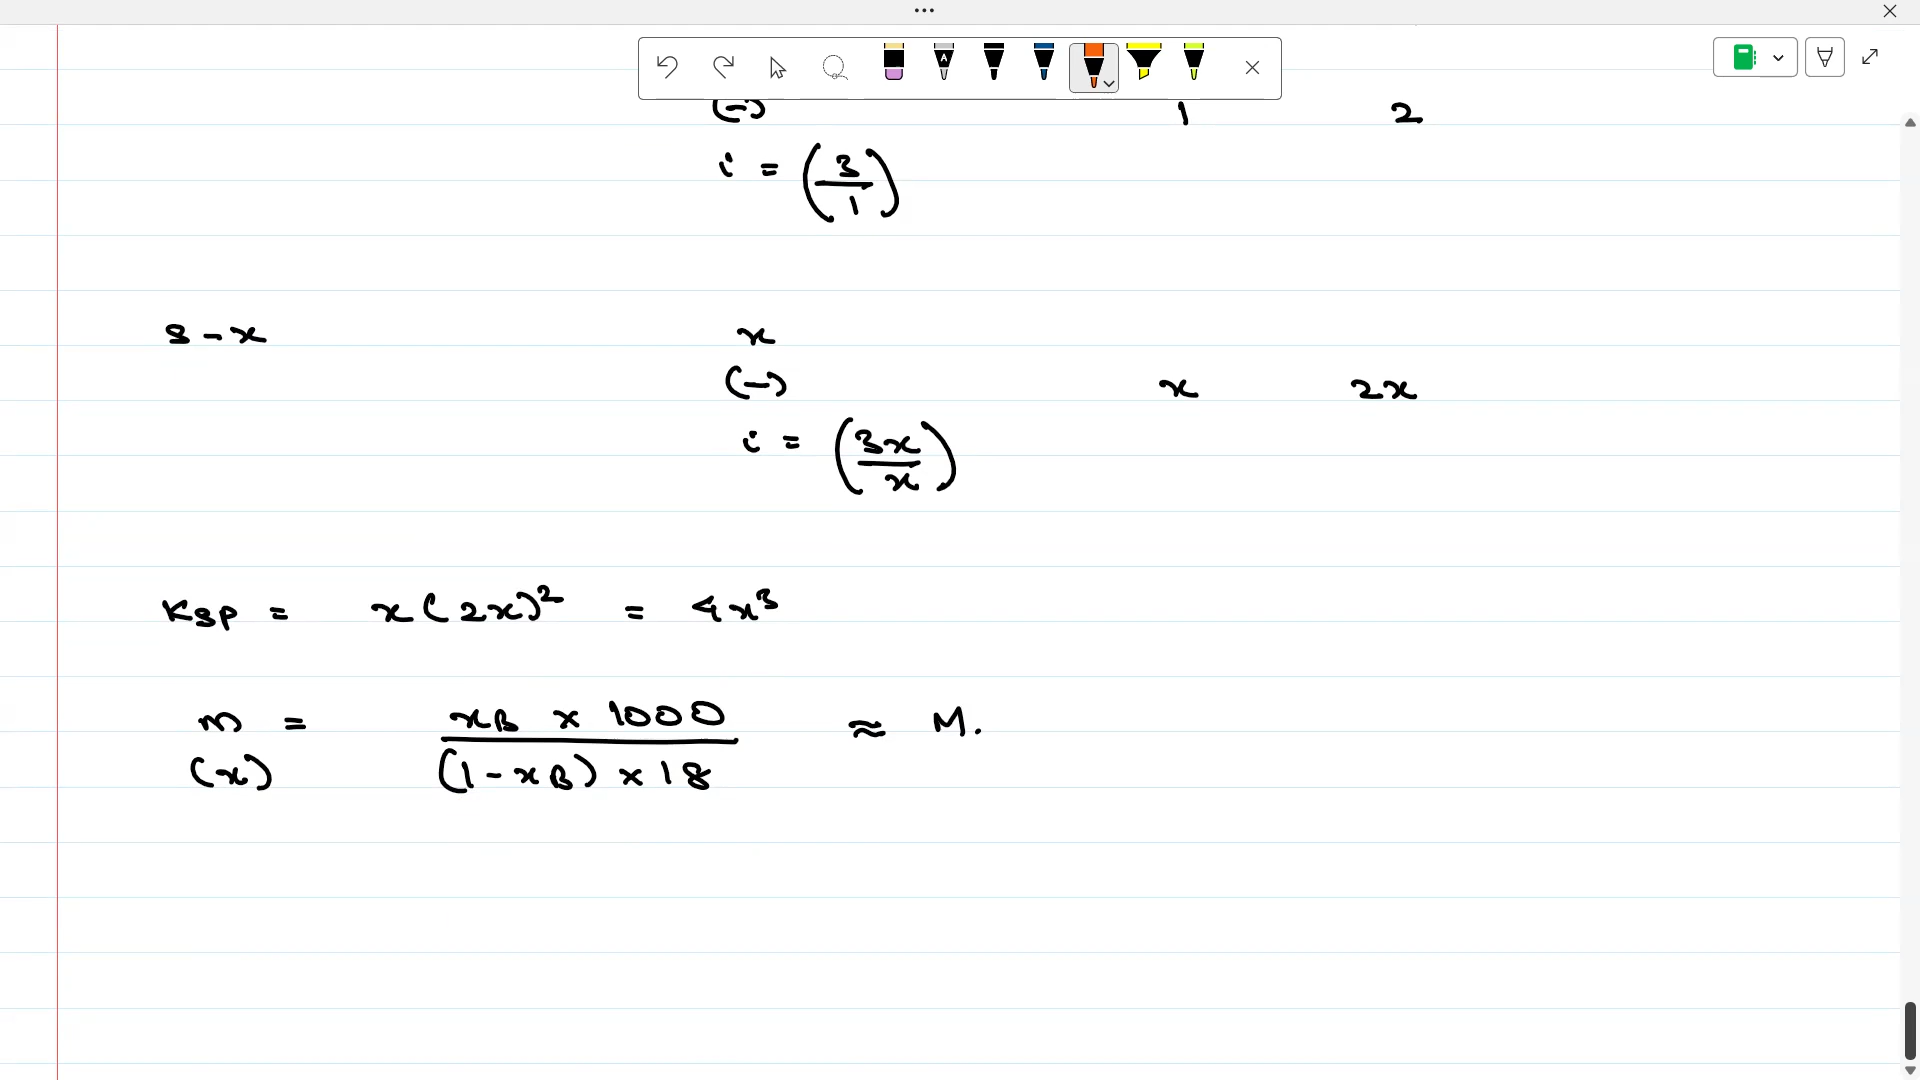 (-) 1 2
i = (3/1)
s - x x
(-) x 2x
i = (3x/x)
Ksp = x(2x)² = 4x³
m = xB x 1000 / (1-xB) x 18 ≈ M.
(x)